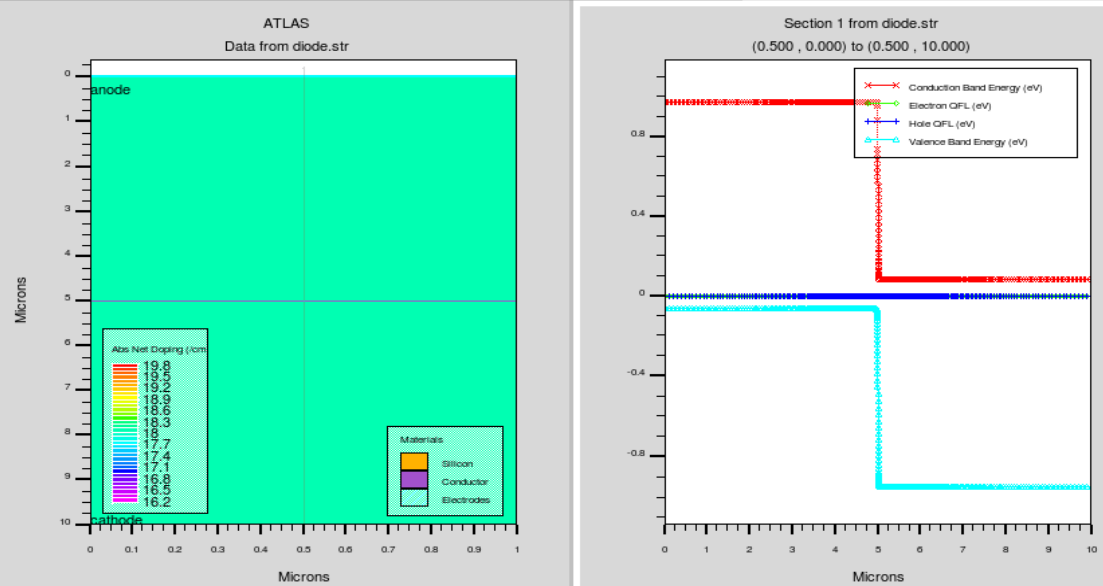 ATLAS
Data from diode.str
Microns
0
1
2
3
4
5
6
7
8
9
10
anode
cathode
Abs Net Doping (/cm
19.8
19.5
19.2
18.9
18.6
18.3
18
17.7
17.4
17.1
16.8
16.5
16.2
Materials
Silicon
Conductor
Electrodes
0 0.1 0.2 0.3 0.4 0.5 0.6 0.7 0.8 0.9 1
Microns
Section 1 from diode.str
(0.500 , 0.000) to (0.500 , 10.000)
Conduction Band Energy (eV)
Electron QFL (eV)
Hole QFL (eV)
Valence Band Energy (eV)
0.8
0.4
0
-0.4
-0.8
0 1 2 3 4 5 6 7 8 9 10
Microns